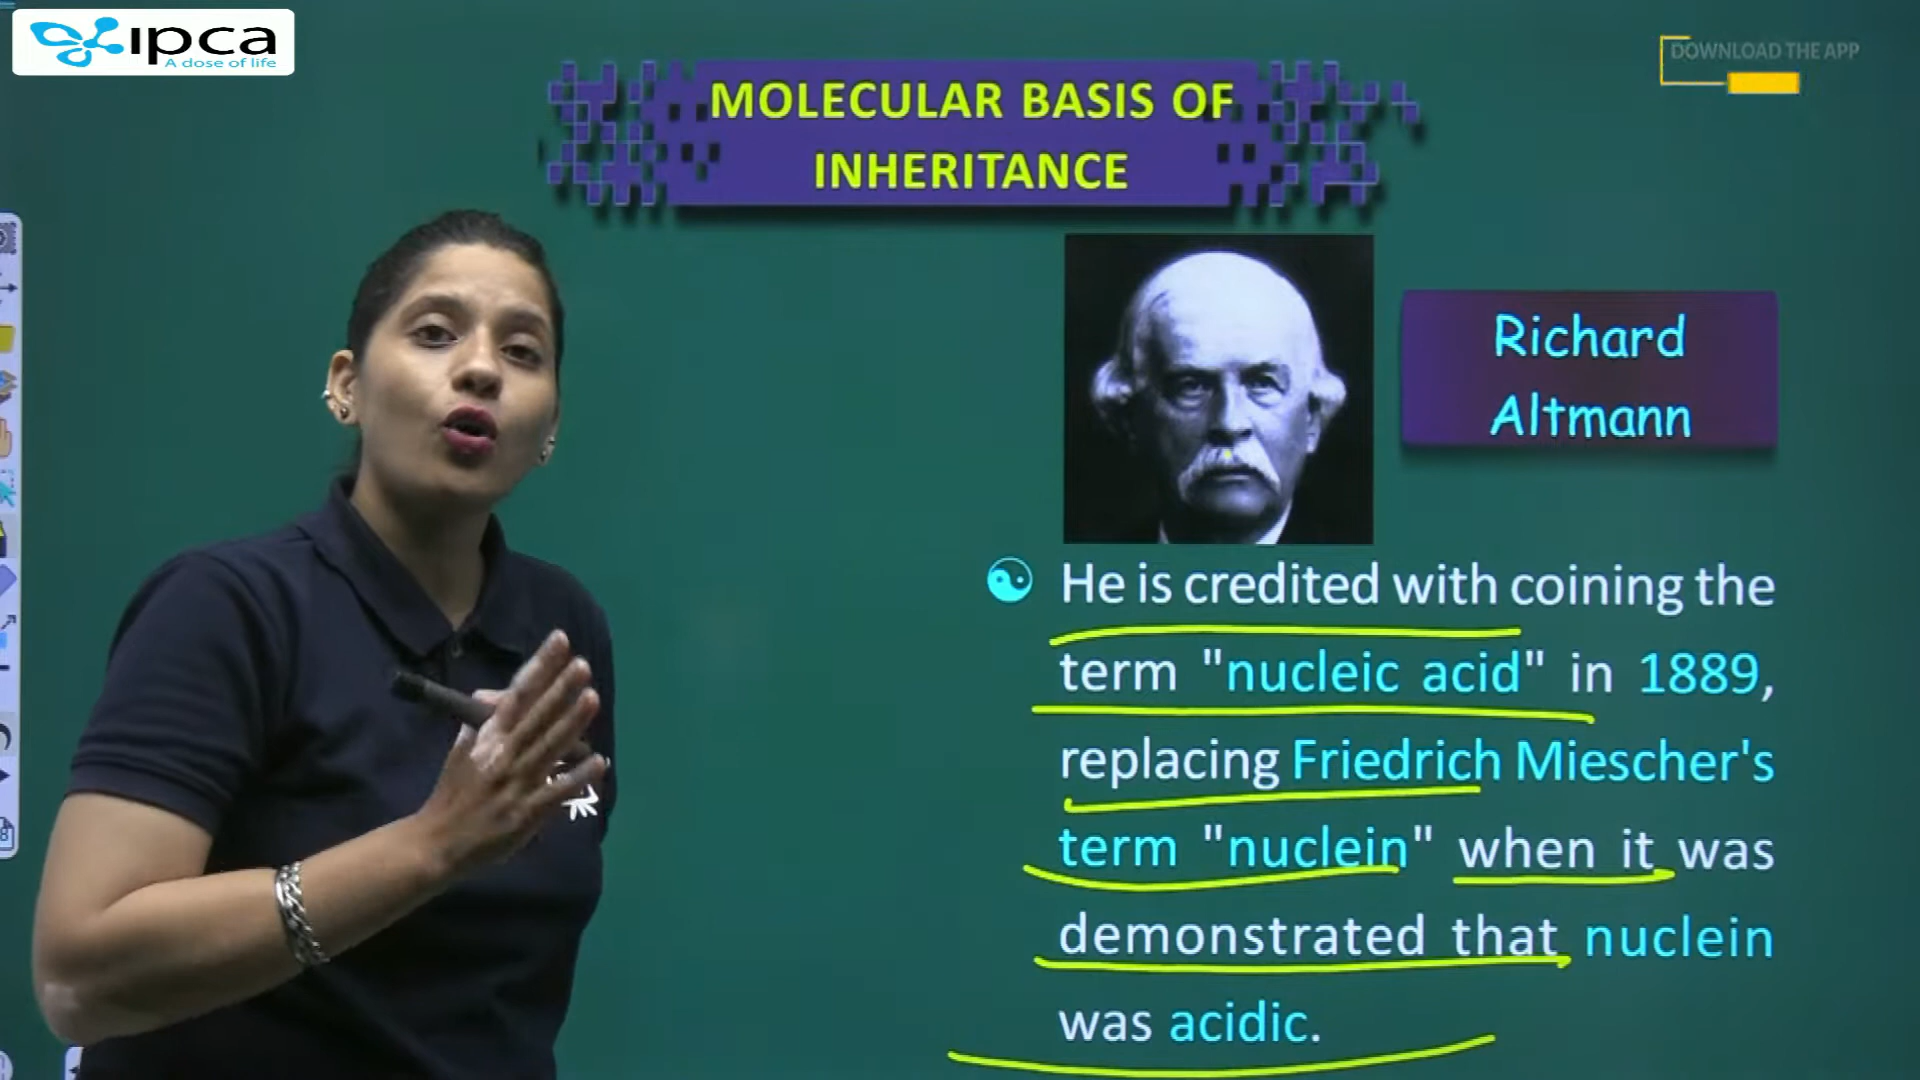 ipca
A dose of life
DOWNLOAD THE APP
MOLECULAR BASIS OF
INHERITANCE
Richard
Altmann
He is credited with coining the
term "nucleic acid" in 1889,
replacing Friedrich Miescher's
term "nuclein" when it was
demonstrated that nuclein
was acidic.